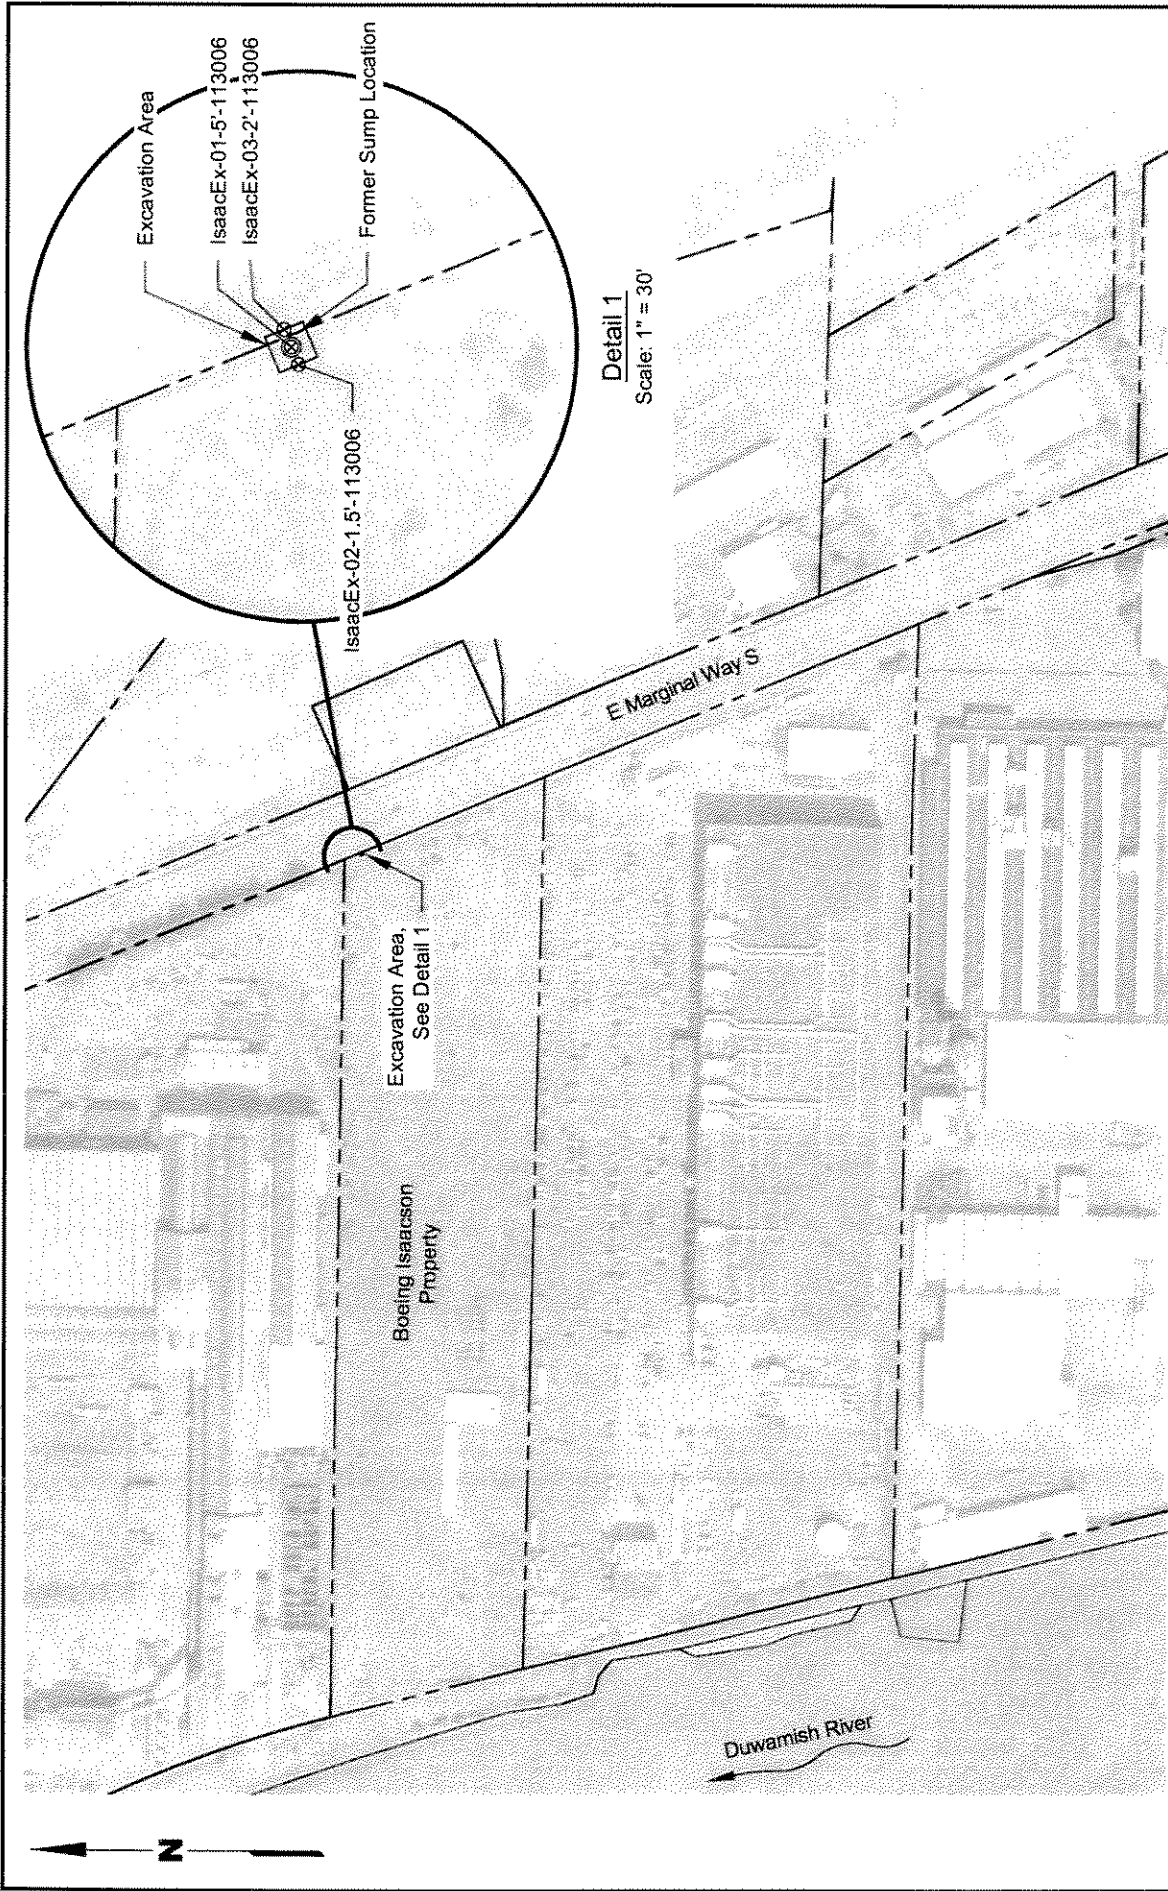 N
Excavation Area
IsaacEx-01-5'-113006
IsaacEx-03-2'-113006
Former Sump Location
IsaacEx-02-1.5'-113006
Detail 1
Scale: 1" = 30'
Excavation Area,
See Detail 1
Boeing Isaacson
Property
E Marginal Way S
Duwamish River